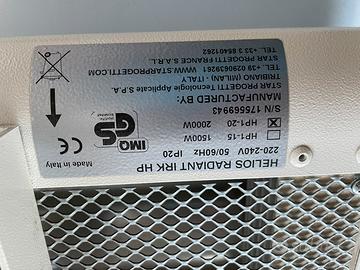 HELIOS RADIANT IRK HP
220-240V 50/60Hz IP20
HP1-15 1500W
HP1-20 2000W
S/N 17569943
MANUFACTURED BY:
STAR PROGETTI Tecnologie Applicate S.P.A
TRIBIANO (MILAN) - ITALY
WWW.STARPROGETTI.COM
TEL. +39 0290639261
STAR PROGETTI FRANCE S.A.R.L
TEL. +33 3 86401262
CE
Made in Italy
IMQ
GS